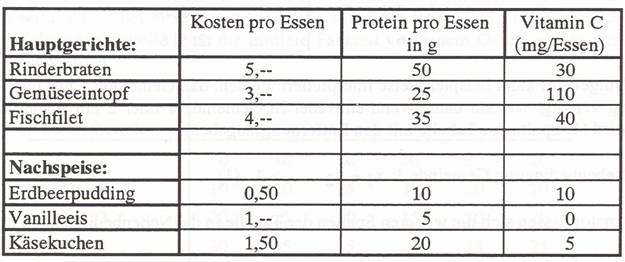 Kosten pro Essen Protein pro Essen Vitamin C
Hauptgerichte: in g (mg/Essen)
Rinderbraten 5,-- 50 30
Gemüseeintopf 3,-- 25 110
Fischfilet 4,-- 35 40
Nachspeise:
Erdbeerpudding 0,50 10 10
Vanilleeis 1,-- 5 0
Käsekuchen 1,50 20 5